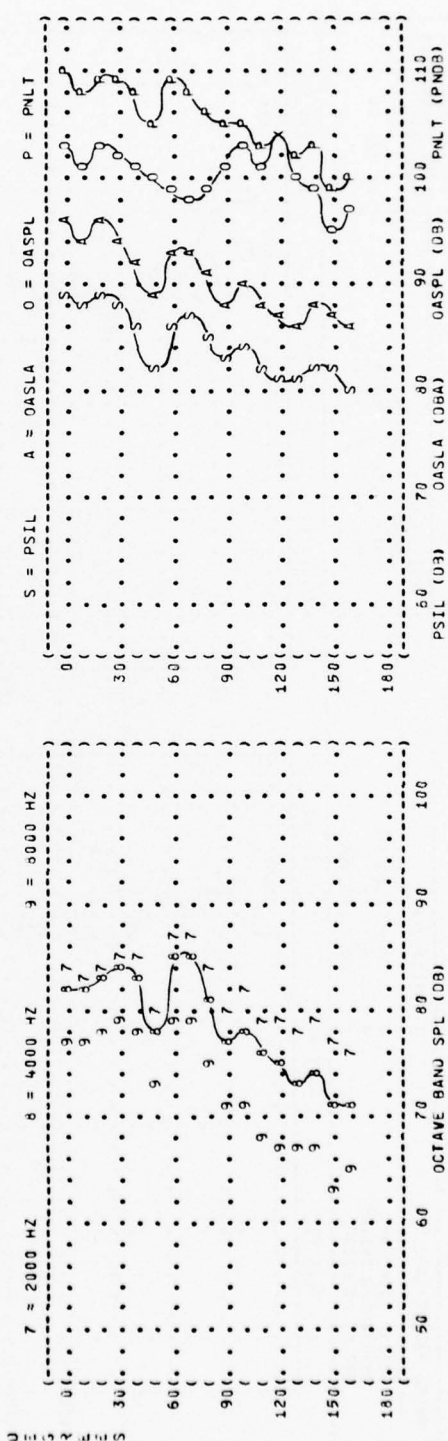 7 = 2000 HZ 8 = 4000 HZ 9 = 8000 HZ
DEGREES
0
30
60
90
120
150
180
50 60 70 80 90 100
OCTAVE BAND SPL (DB)
S = PSIL A = OASLA O = OASPL P = PNLT
0
30
60
90
120
150
180
60 70 80 90 100 110
PSIL (DB) OASLA (DBA) OASPL (DB) PNLT (PNDB)